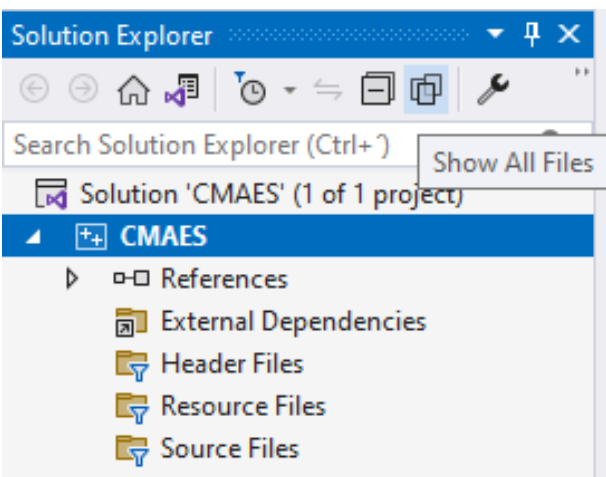 Solution Explorer
Search Solution Explorer (Ctrl+´)
Show All Files
Solution 'CMAES' (1 of 1 project)
CMAES
References
External Dependencies
Header Files
Resource Files
Source Files